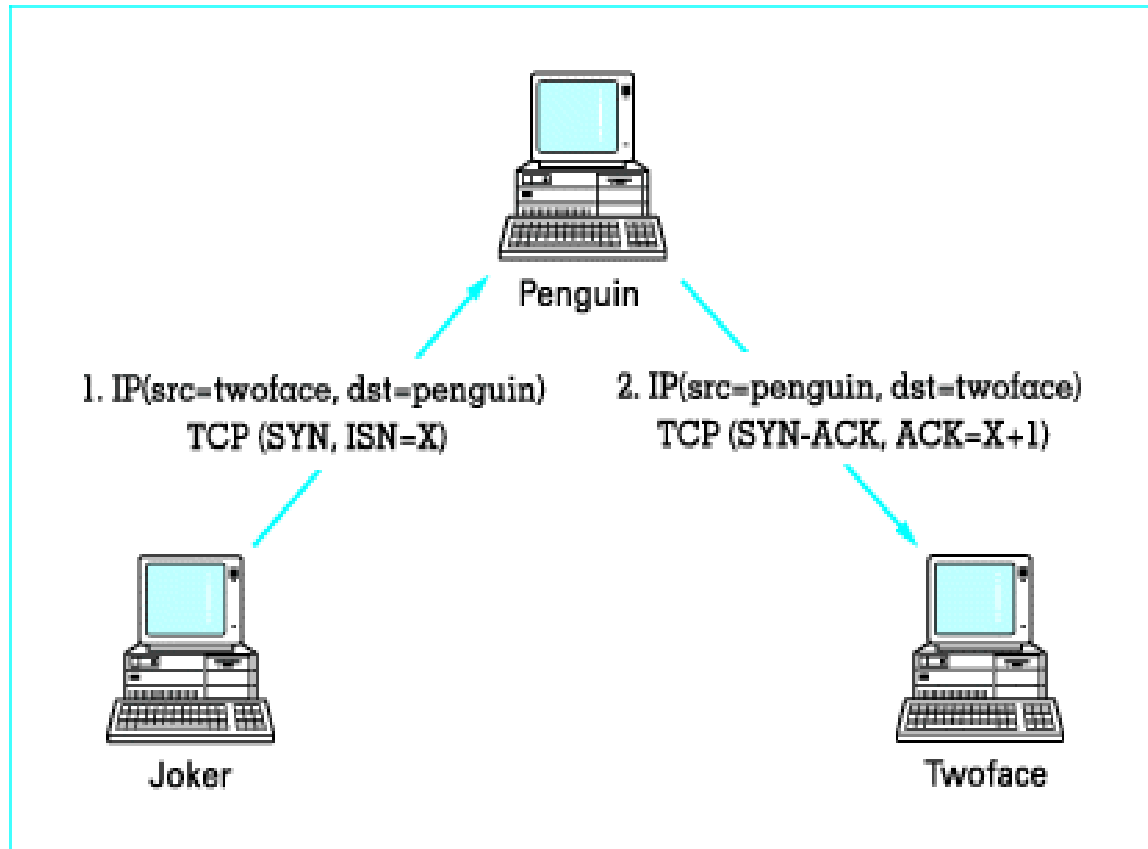 Penguin
1. IP(src=twoface, dst=penguin)
TCP (SYN, ISN=X)
2. IP(src=penguin, dst=twoface)
TCP (SYN-ACK, ACK=X+1)
Joker
Twoface